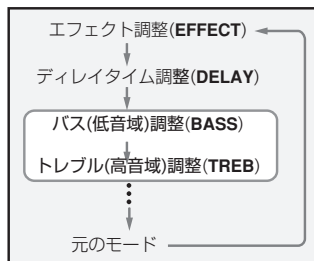 エフェクト調整(EFFECT)
ディレイタイム調整(DELAY)
バス(低音域)調整(BASS)
トレブル(高音域)調整(TREB)
元のモード